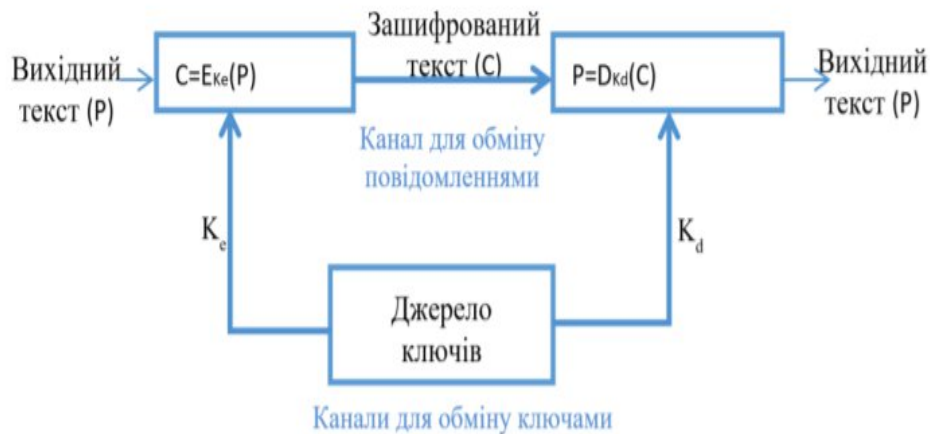 Вихідний
текст (P)
C=EKe(P)
Зашифрований
текст (C)
P=DKd(C)
Вихідний
текст (P)
Канал для обміну
повідомленнями
Ke
Kd
Джерело
ключів
Канали для обміну ключами